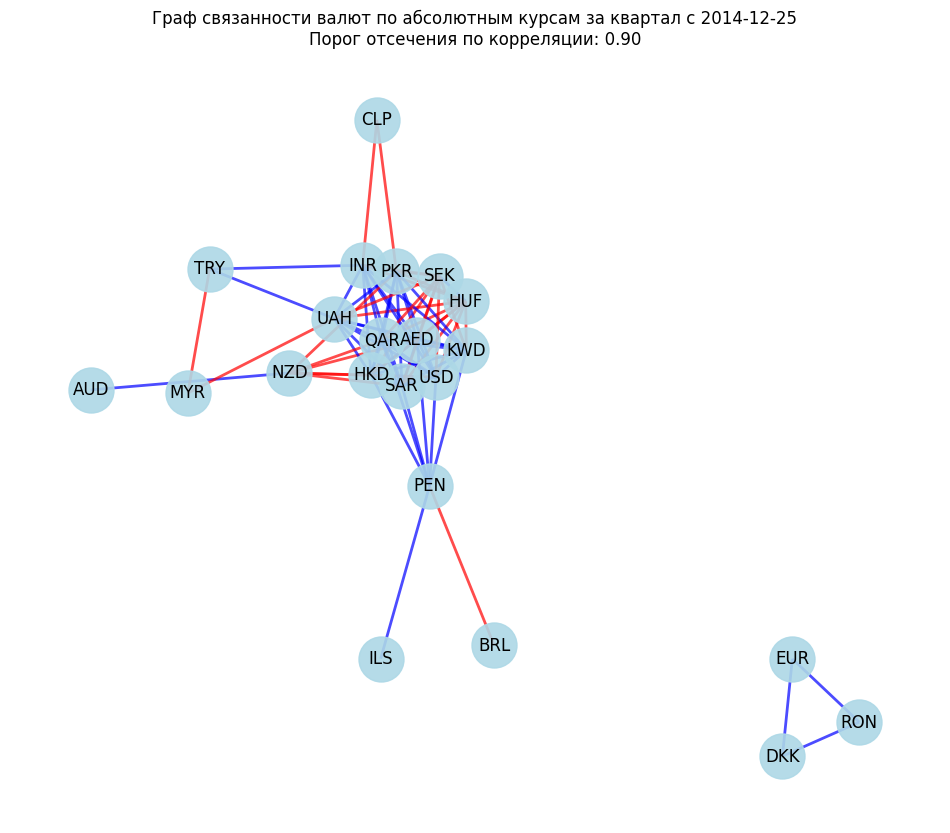 Граф связанности валют по абсолютным курсам за квартал с 2014-12-25
Порог отсечения по корреляции: 0.90
CLP
TRY
INR
PKR
SEK
HUF
UAH
QAR
AED
KWD
AUD
MYR
NZD
HKD
SAR
USD
PEN
ILS
BRL
EUR
RON
DKK